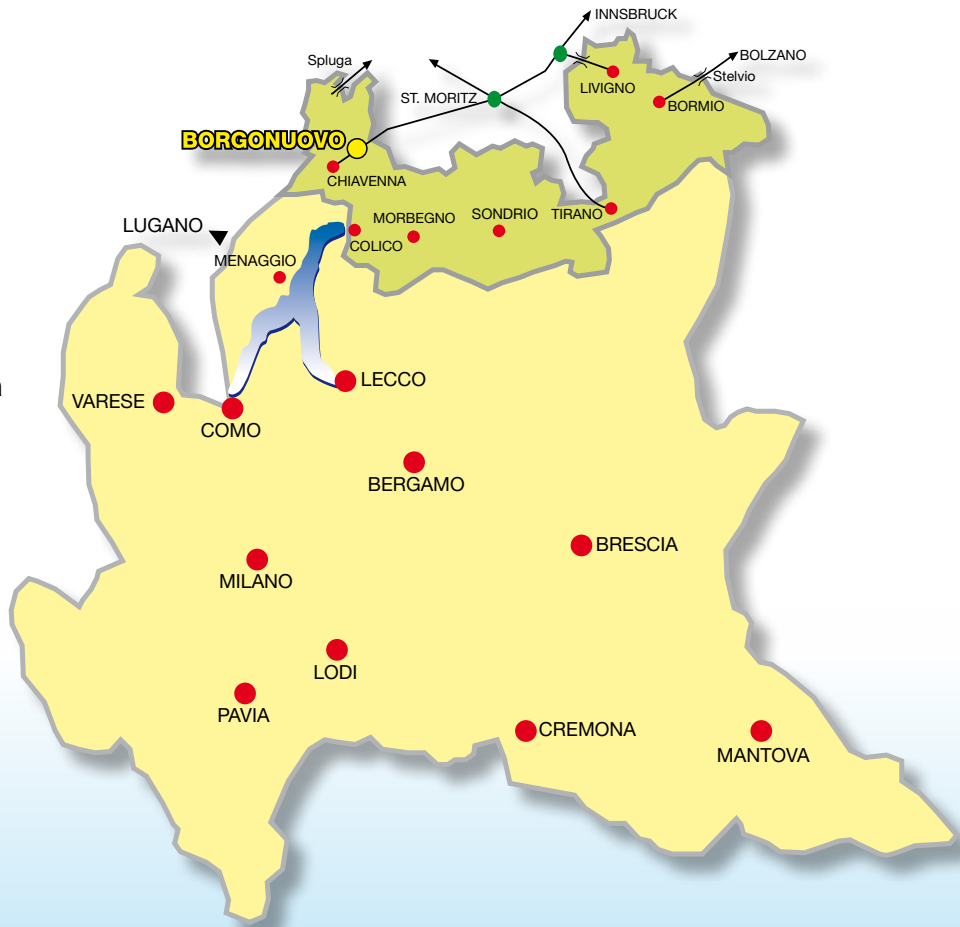 INNSBRUCK
Spluga
BOLZANO
Stelvio
LIVIGNO
ST. MORITZ
BORMIO
BORGONUOVO
CHIAVENNA
LUGANO
MORBEGNO
SONDRIO
TIRANO
COLICO
MENAGGIO
LECCO
VARESE
COMO
BERGAMO
BRESCIA
MILANO
LODI
PAVIA
CREMONA
MANTOVA